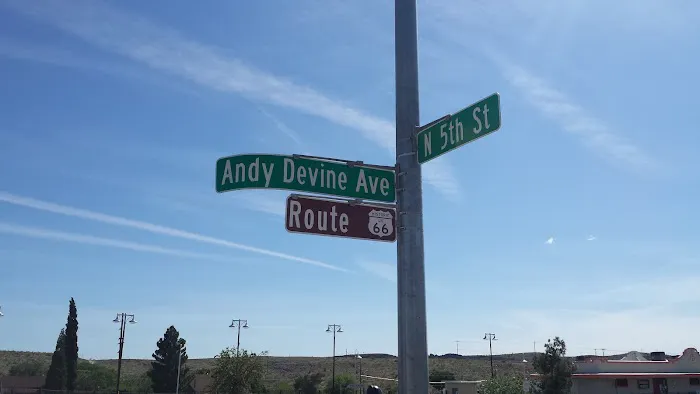 N 5th St
Andy Devine Ave
Route 66